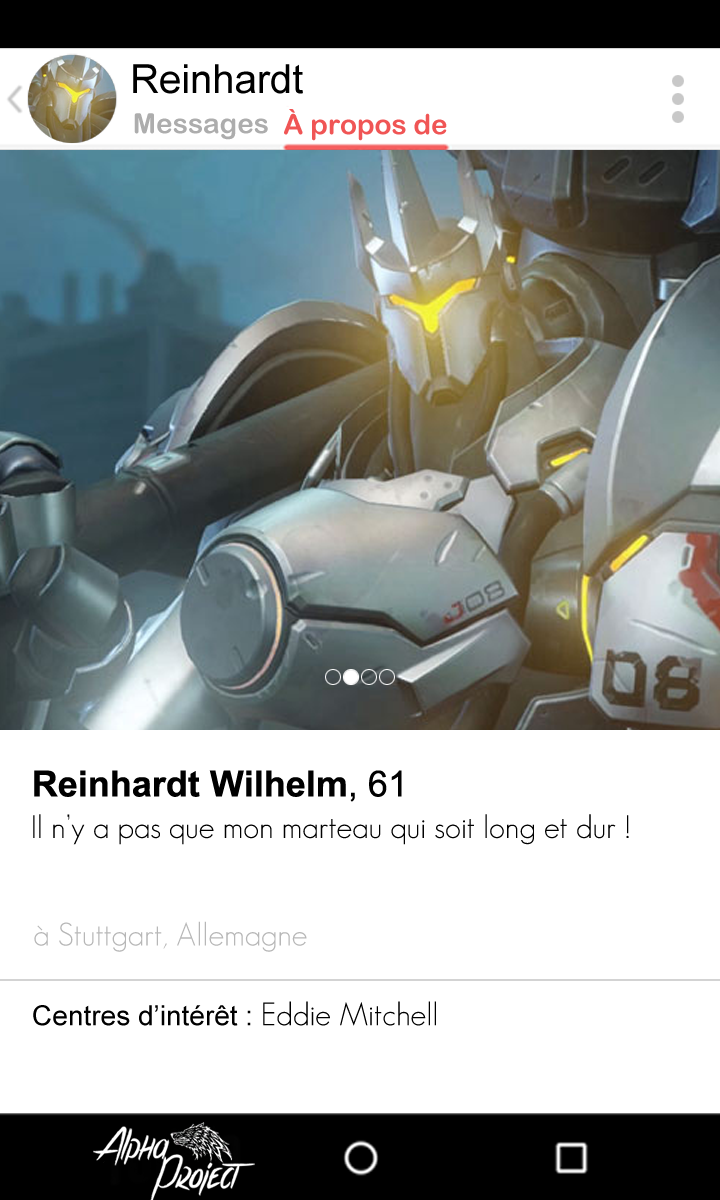 Reinhardt
Messages À propos de
J08
08
Reinhardt Wilhelm, 61
Il n'y a pas que mon marteau qui soit long et dur !
à Stuttgart, Allemagne
Centres d'intérêt : Eddie Mitchell
Alpha
Project